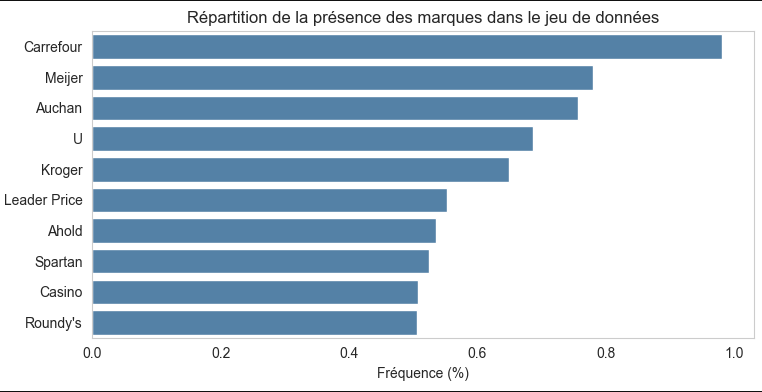 Répartition de la présence des marques dans le jeu de données
Carrefour
Meijer
Auchan
U
Kroger
Leader Price
Ahold
Spartan
Casino
Roundy's
0.0 0.2 0.4 0.6 0.8 1.0
Fréquence (%)